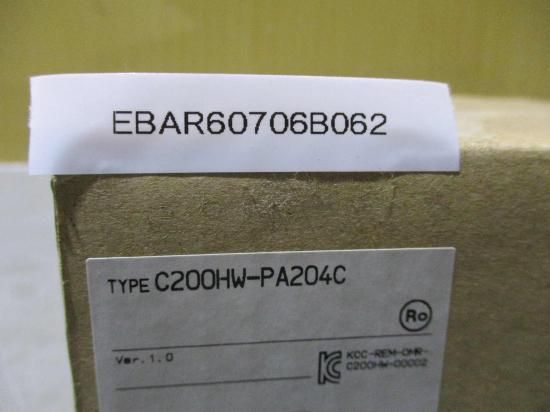 EBAR60706B062
TYPE C200HW-PA204C
Ro
Ver.1.0
KCC-REM-OMR-
C200HW-00002